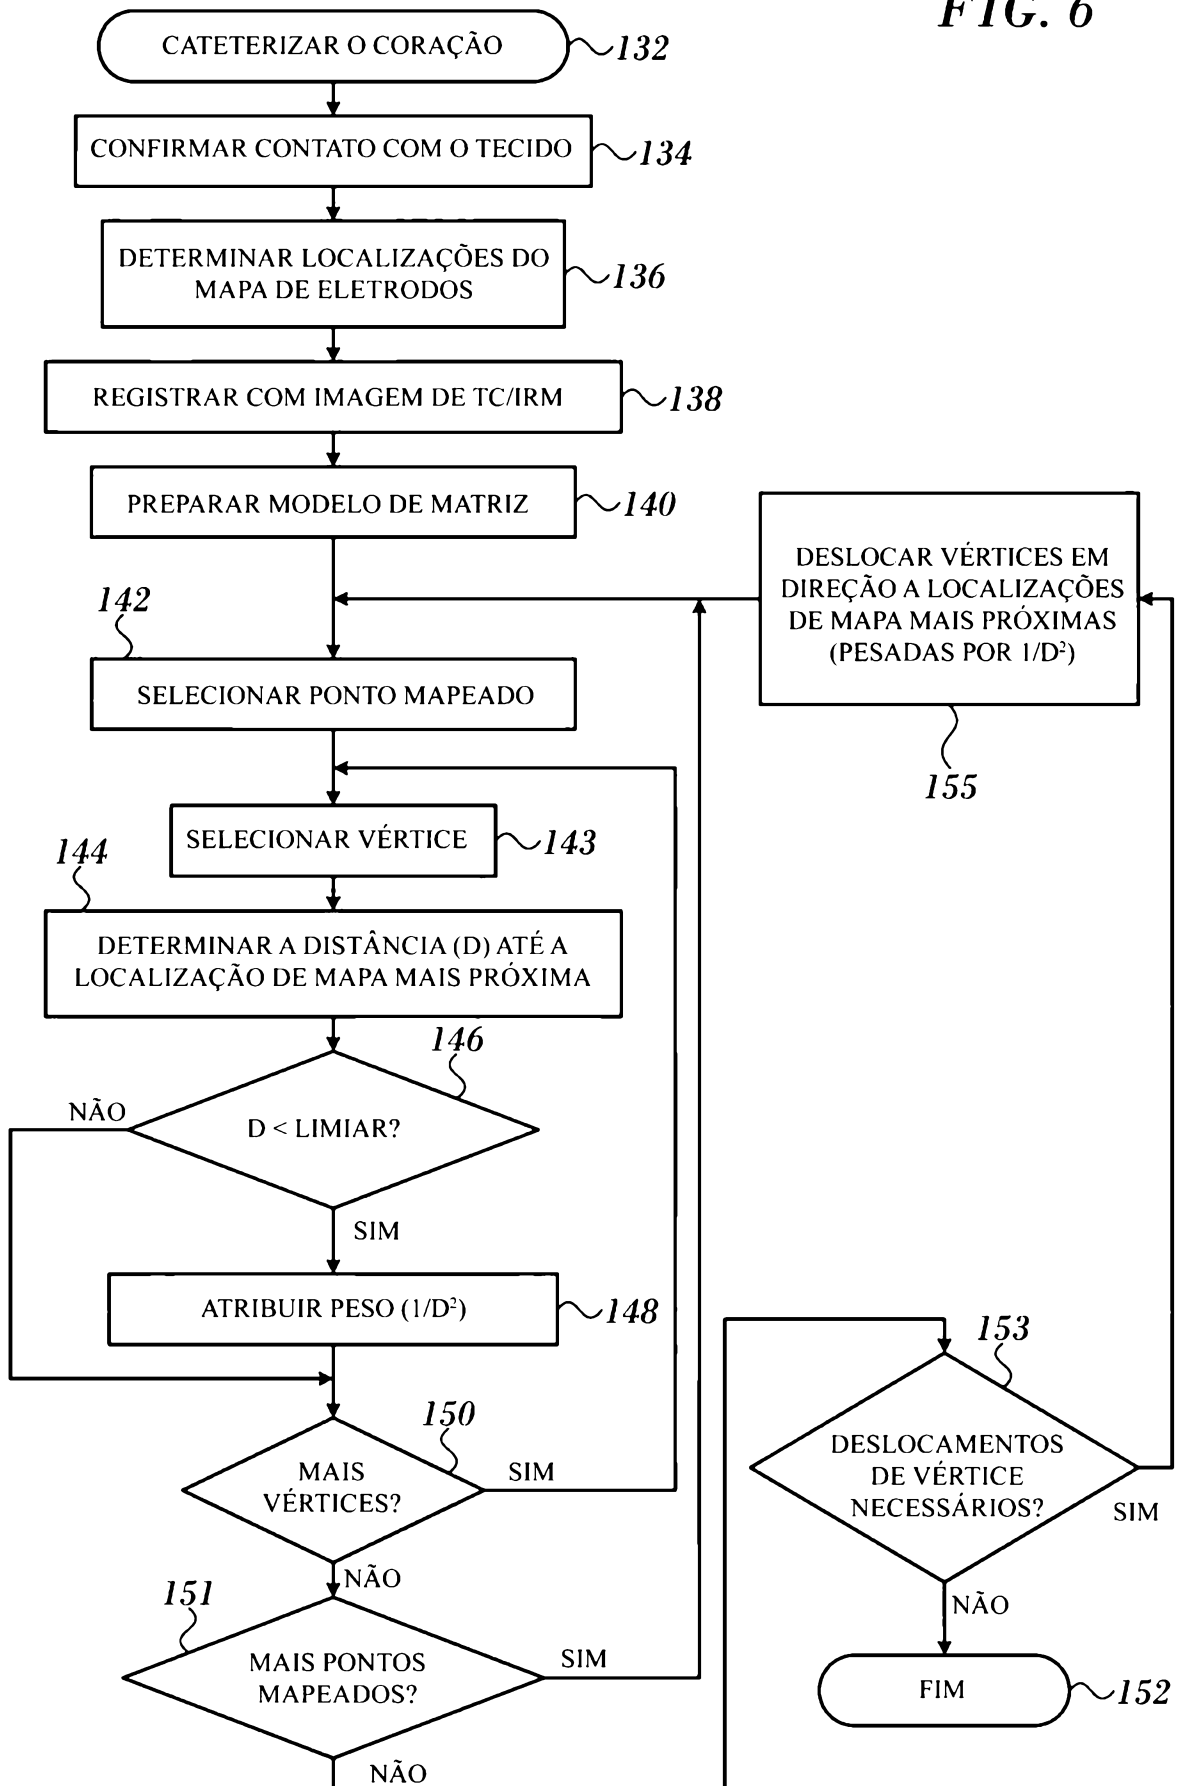 FIG. 6
CATETERIZAR O CORAÇÃO
132
CONFIRMAR CONTATO COM O TECIDO
134
DETERMINAR LOCALIZAÇÕES DO
MAPA DE ELETRODOS
136
REGISTRAR COM IMAGEM DE TC/IRM
138
PREPARAR MODELO DE MATRIZ
140
142
SELECIONAR PONTO MAPEADO
DESLOCAR VÉRTICES EM
DIREÇÃO A LOCALIZAÇÕES
DE MAPA MAIS PRÓXIMAS
(PESADAS POR 1/D²)
155
SELECIONAR VÉRTICE
143
144
DETERMINAR A DISTÂNCIA (D) ATÉ A
LOCALIZAÇÃO DE MAPA MAIS PRÓXIMA
146
NÃO
D < LIMIAR?
SIM
ATRIBUIR PESO (1/D²)
148
150
MAIS
VÉRTICES?
SIM
NÃO
151
MAIS PONTOS
MAPEADOS?
SIM
NÃO
153
DESLOCAMENTOS
DE VÉRTICE
NECESSÁRIOS?
SIM
NÃO
FIM
152